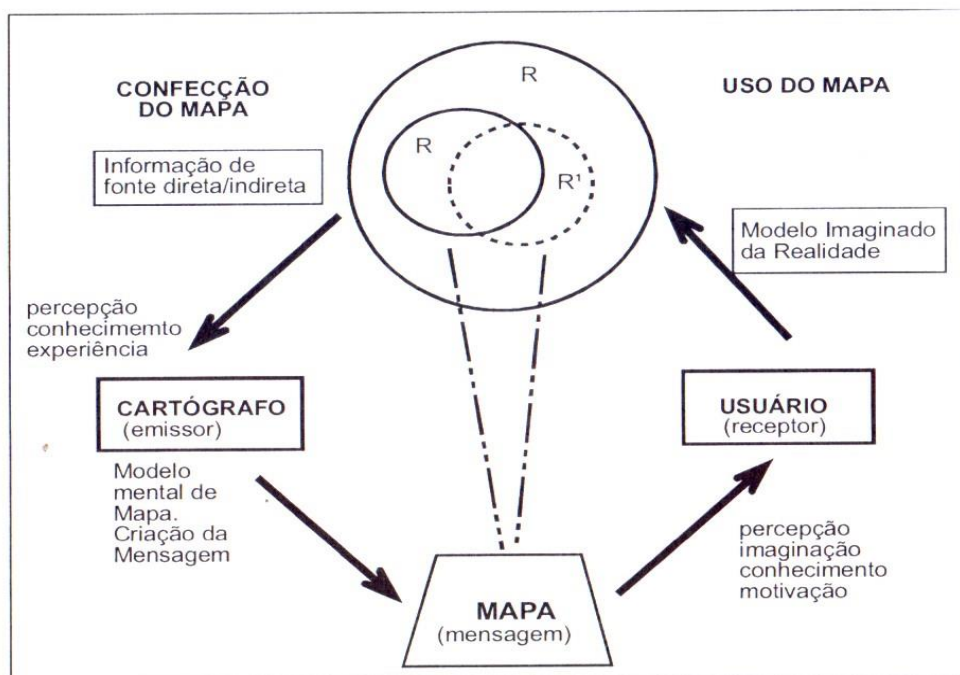 CONFECÇÃO
DO MAPA
Informação de
fonte direta/indireta
percepção
conhecimemto
experiência
CARTÓGRAFO
(emissor)
Modelo
mental de
Mapa.
Criação da
Mensagem
R
R
R¹
MAPA
(mensagem)
USO DO MAPA
Modelo Imaginado
da Realidade
USUÁRIO
(receptor)
percepção
imaginação
conhecimento
motivação